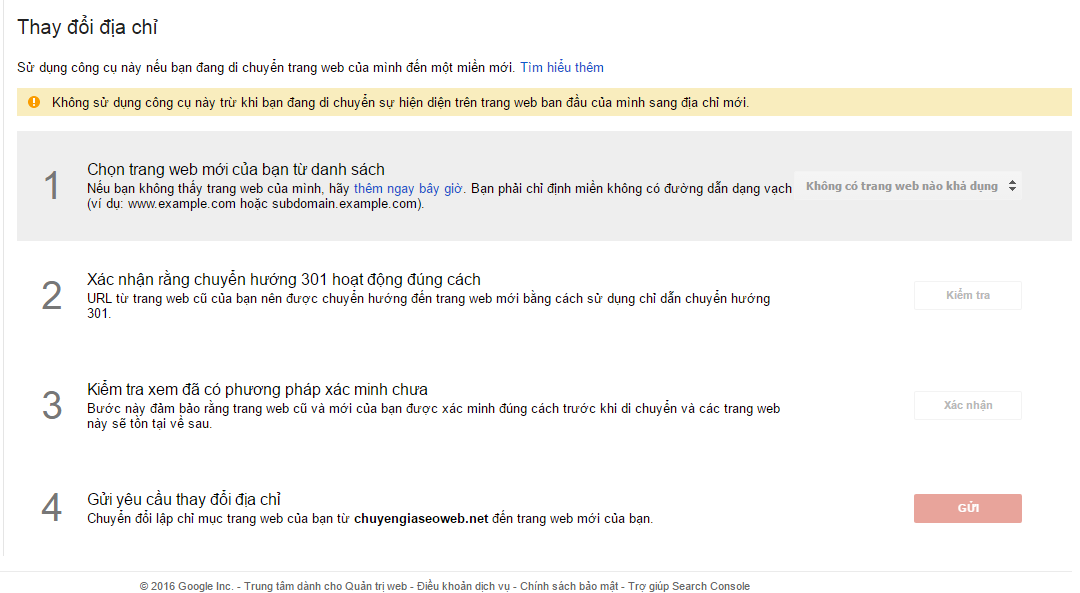 Thay đổi địa chỉ
Sử dụng công cụ này nếu bạn đang di chuyển trang web của mình đến một miền mới. Tìm hiểu thêm
Không sử dụng công cụ này trừ khi bạn đang di chuyển sự hiện diện trên trang web ban đầu của mình sang địa chỉ mới.
1
Chọn trang web mới của bạn từ danh sách
Nếu bạn không thấy trang web của mình, hãy thêm ngay bây giờ. Bạn phải chỉ định miền không có đường dẫn dạng vạch
(ví dụ: www.example.com hoặc subdomain.example.com).
Không có trang web nào khả dụng
2
Xác nhận rằng chuyển hướng 301 hoạt động đúng cách
URL từ trang web cũ của bạn nên được chuyển hướng đến trang web mới bằng cách sử dụng chỉ dẫn chuyển hướng
301.
Kiểm tra
3
Kiểm tra xem đã có phương pháp xác minh chưa
Bước này đảm bảo rằng trang web cũ và mới của bạn được xác minh đúng cách trước khi di chuyển và các trang web
này sẽ tồn tại về sau.
Xác nhận
4
Gửi yêu cầu thay đổi địa chỉ
Chuyển đổi lập chỉ mục trang web của bạn từ chuyengiaseoweb.net đến trang web mới của bạn.
GỬI
© 2016 Google Inc. - Trung tâm dành cho Quản trị web - Điều khoản dịch vụ - Chính sách bảo mật - Trợ giúp Search Console